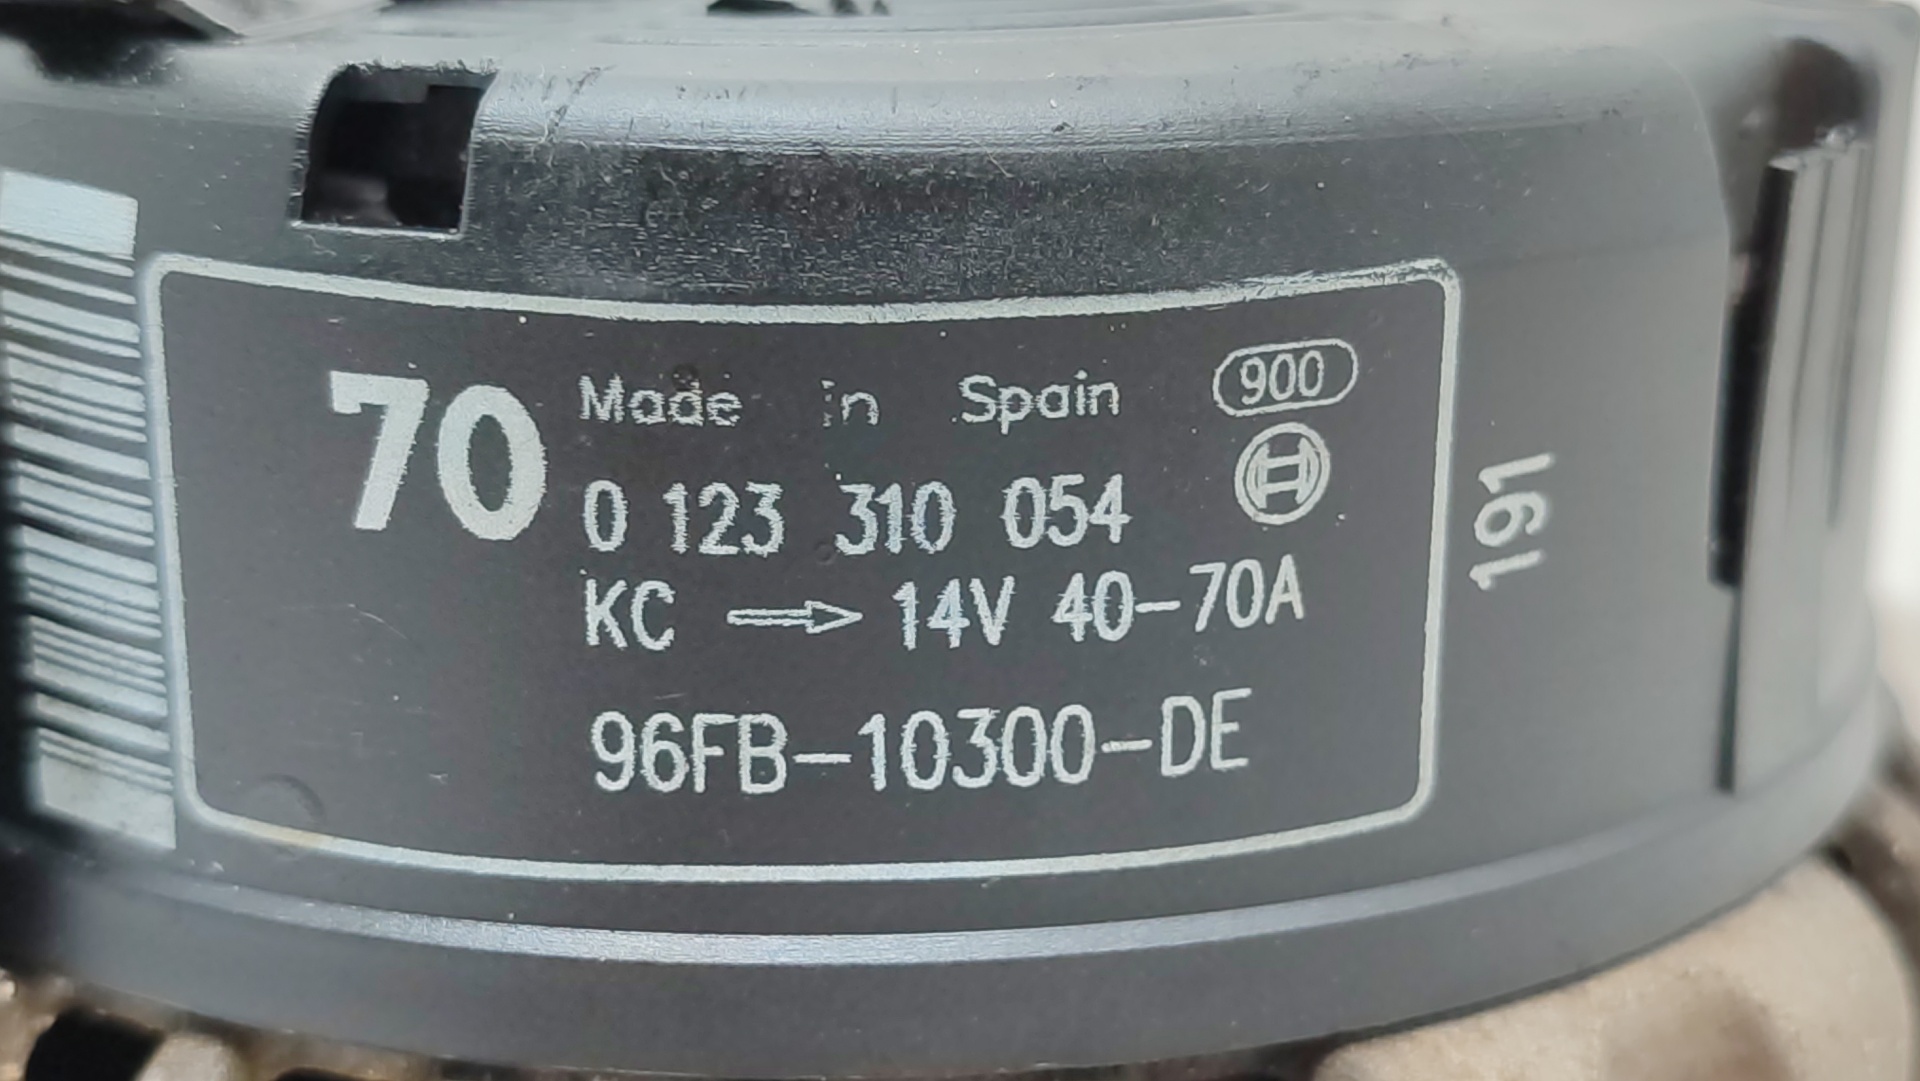 70
Made in Spain 900
0 123 310 054
KC → 14V 40-70A
96FB-10300-DE
191